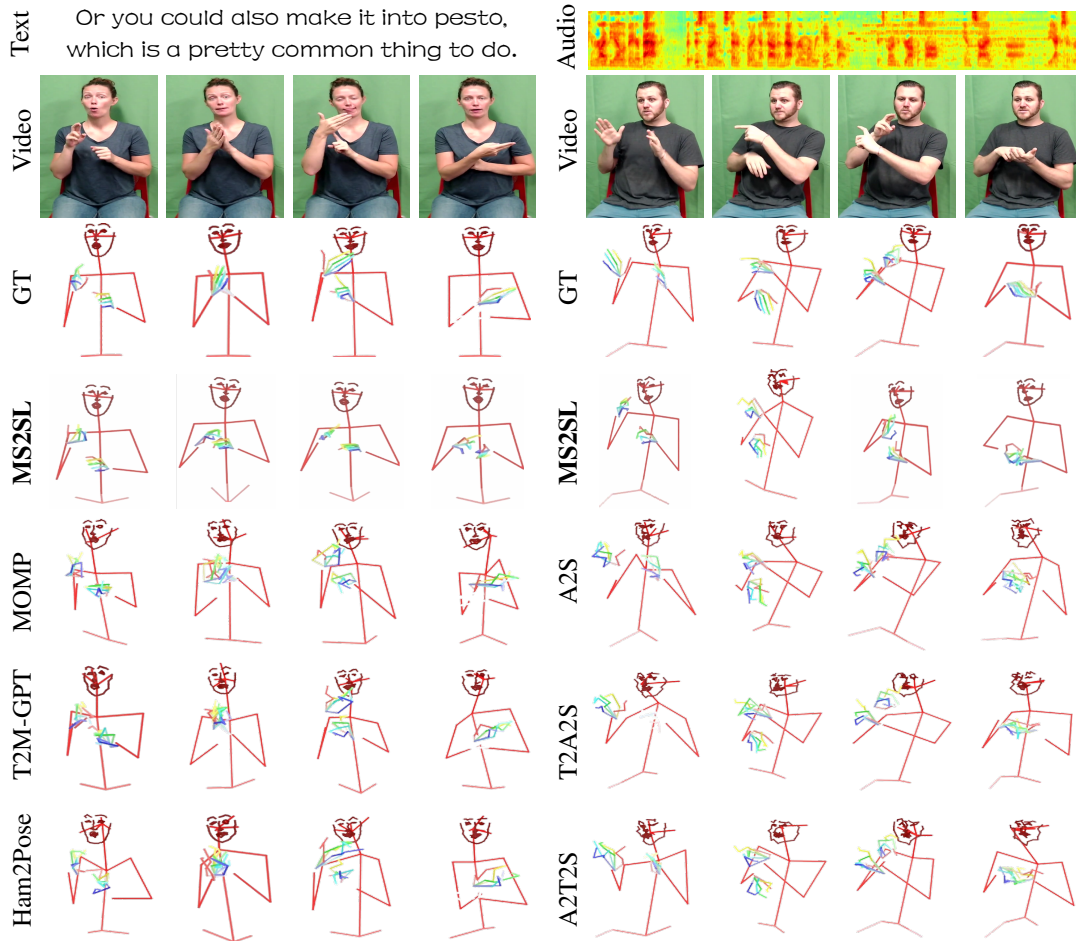 Text
Or you could also make it into pesto,
which is a pretty common thing to do.
Video
GT
MS2SL
MOMP
T2M-GPT
Ham2Pose
Audio
Video
GT
MS2SL
A2S
T2A2S
A2T2S